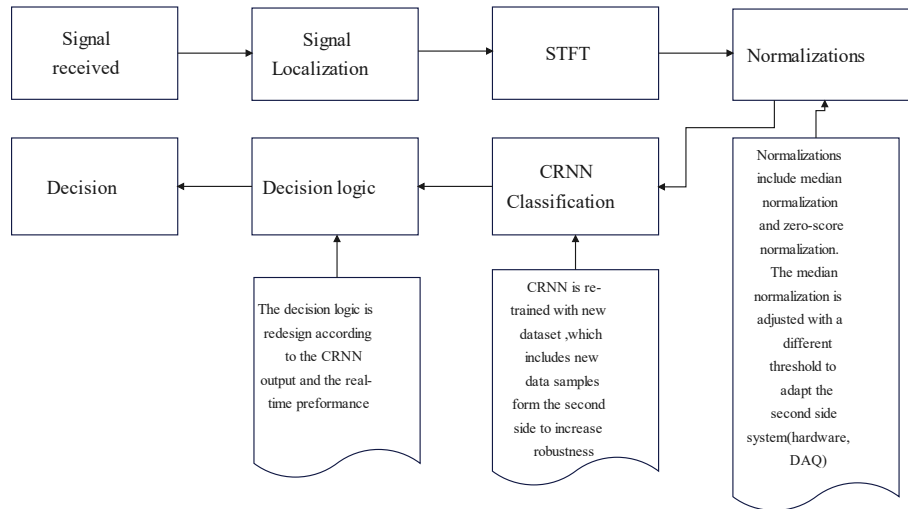 Signal
received
Signal
Localization
STFT
Normalizations
Decision
Decision logic
CRNN
Classification
The decision logic is
redesign according
to the CRNN
output and the real-
time preformance
CRNN is re-
trained with new
dataset ,which
includes new
data samples
form the second
side to increase
robustness
Normalizations
include median
normalization
and zero-score
normalization.
The median
normalization is
adjusted with a
different
threshold to
adapt the
second side
system(hardware,
DAQ)